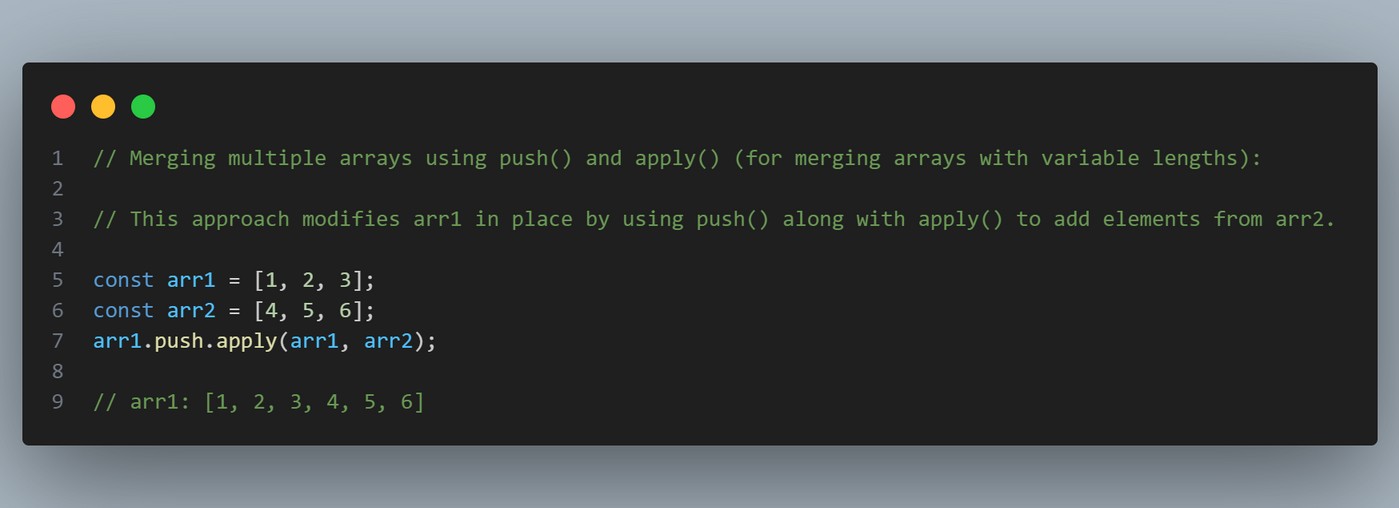 1 // Merging multiple arrays using push() and apply() (for merging arrays with variable lengths):
2
3 // This approach modifies arr1 in place by using push() along with apply() to add elements from arr2.
4
5 const arr1 = [1, 2, 3];
6 const arr2 = [4, 5, 6];
7 arr1.push.apply(arr1, arr2);
8
9 // arr1: [1, 2, 3, 4, 5, 6]